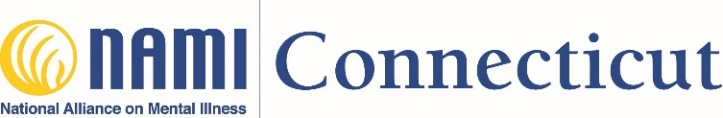 NAMI
National Alliance on Mental Illness
Connecticut